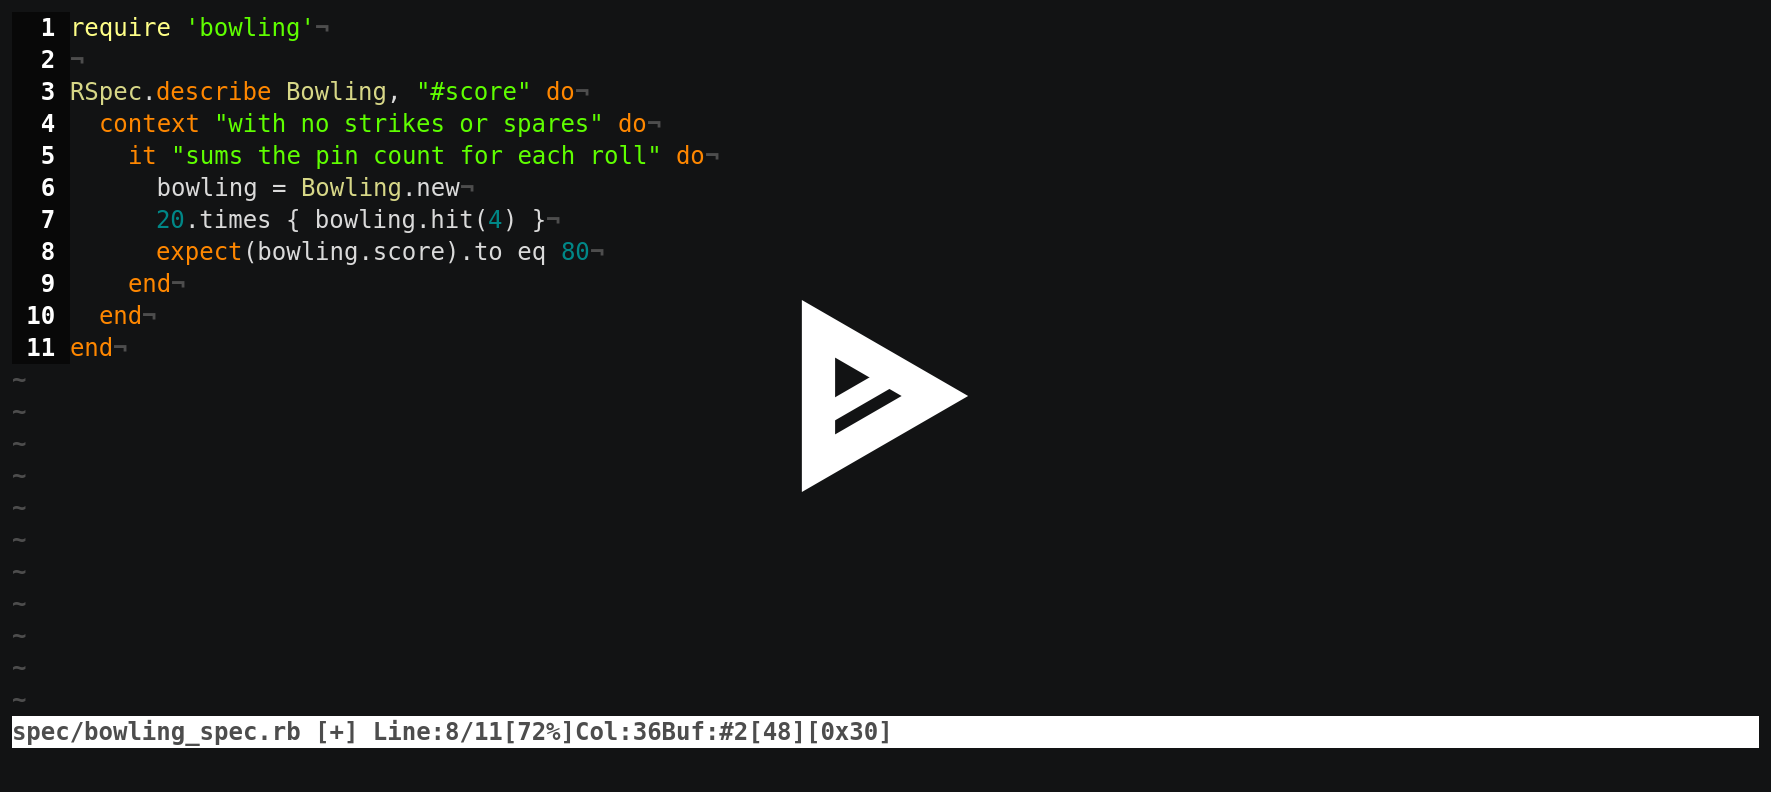 1 require 'bowling'¬
2 ¬
3 RSpec.describe Bowling, "#score" do¬
4   context "with no strikes or spares" do¬
5     it "sums the pin count for each roll" do¬
6       bowling = Bowling.new¬
7       20.times { bowling.hit(4) }¬
8       expect(bowling.score).to eq 80¬
9     end¬
10   end¬
11 end¬
~
~
~
~
~
~
~
~
~
~
~
spec/bowling_spec.rb [+] Line:8/11[72%]Col:36Buf:#2[48][0x30]